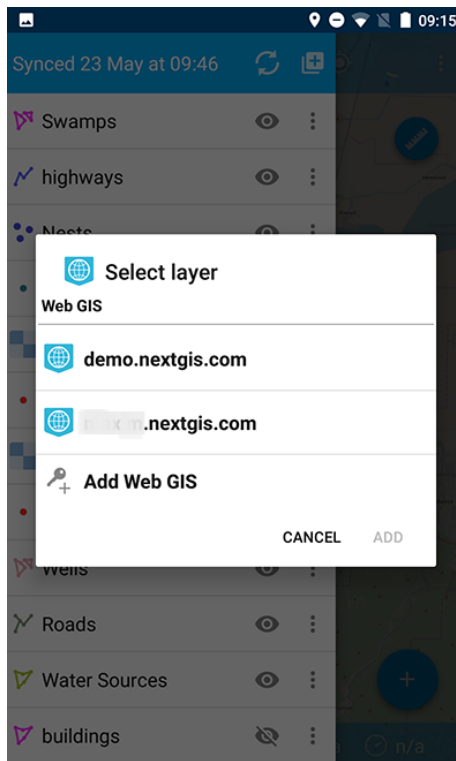 09:15
Synced 23 May at 09:46
Swamps
highways
Nests
Select layer
Web GIS
demo.nextgis.com
.nextgis.com
Add Web GIS
CANCEL ADD
Wells
Roads
Water Sources
buildings
n/a